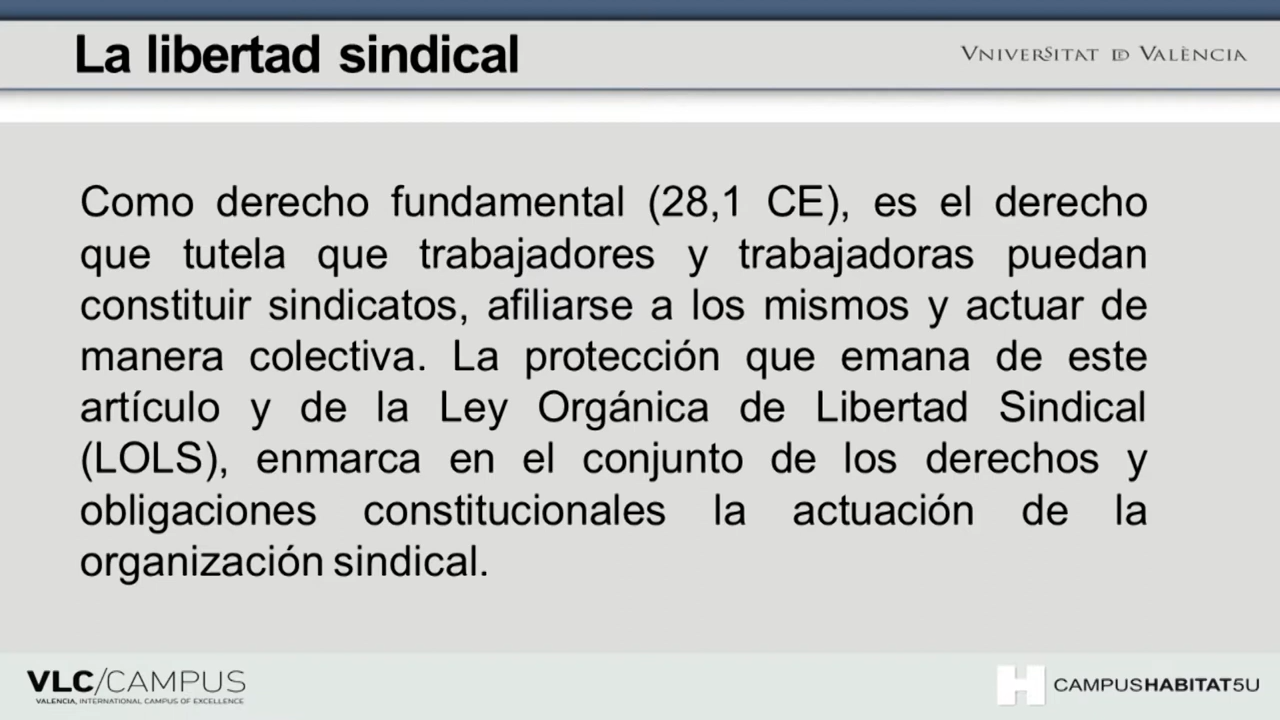 La libertad sindical
VNIVERSITAT DE VALÈNCIA
Como derecho fundamental (28,1 CE), es el derecho
que tutela que trabajadores y trabajadoras puedan
constituir sindicatos, afiliarse a los mismos y actuar de
manera colectiva. La protección que emana de este
artículo y de la Ley Orgánica de Libertad Sindical
(LOLS), enmarca en el conjunto de los derechos y
obligaciones constitucionales la actuación de la
organización sindical.
VLC/CAMPUS
VALENCIA, INTERNATIONAL CAMPUS OF EXCELLENCE
H CAMPUSHABITAT5U